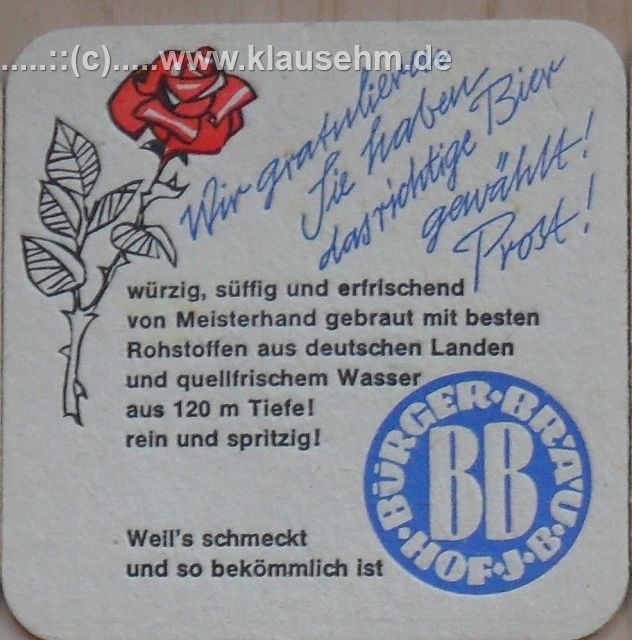 .....::(c).....www.klausehm.de
Wir gratulieren
Sie haben
das richtige Bier
gewählt!
Prost!
würzig, süffig und erfrischend
von Meisterhand gebraut mit besten
Rohstoffen aus deutschen Landen
und quellfrischem Wasser
aus 120 m Tiefe!
rein und spritzig!
Weil's schmeckt
und so bekömmlich ist
BÜRGER·BRÄU
BB
·HOF·J·B·